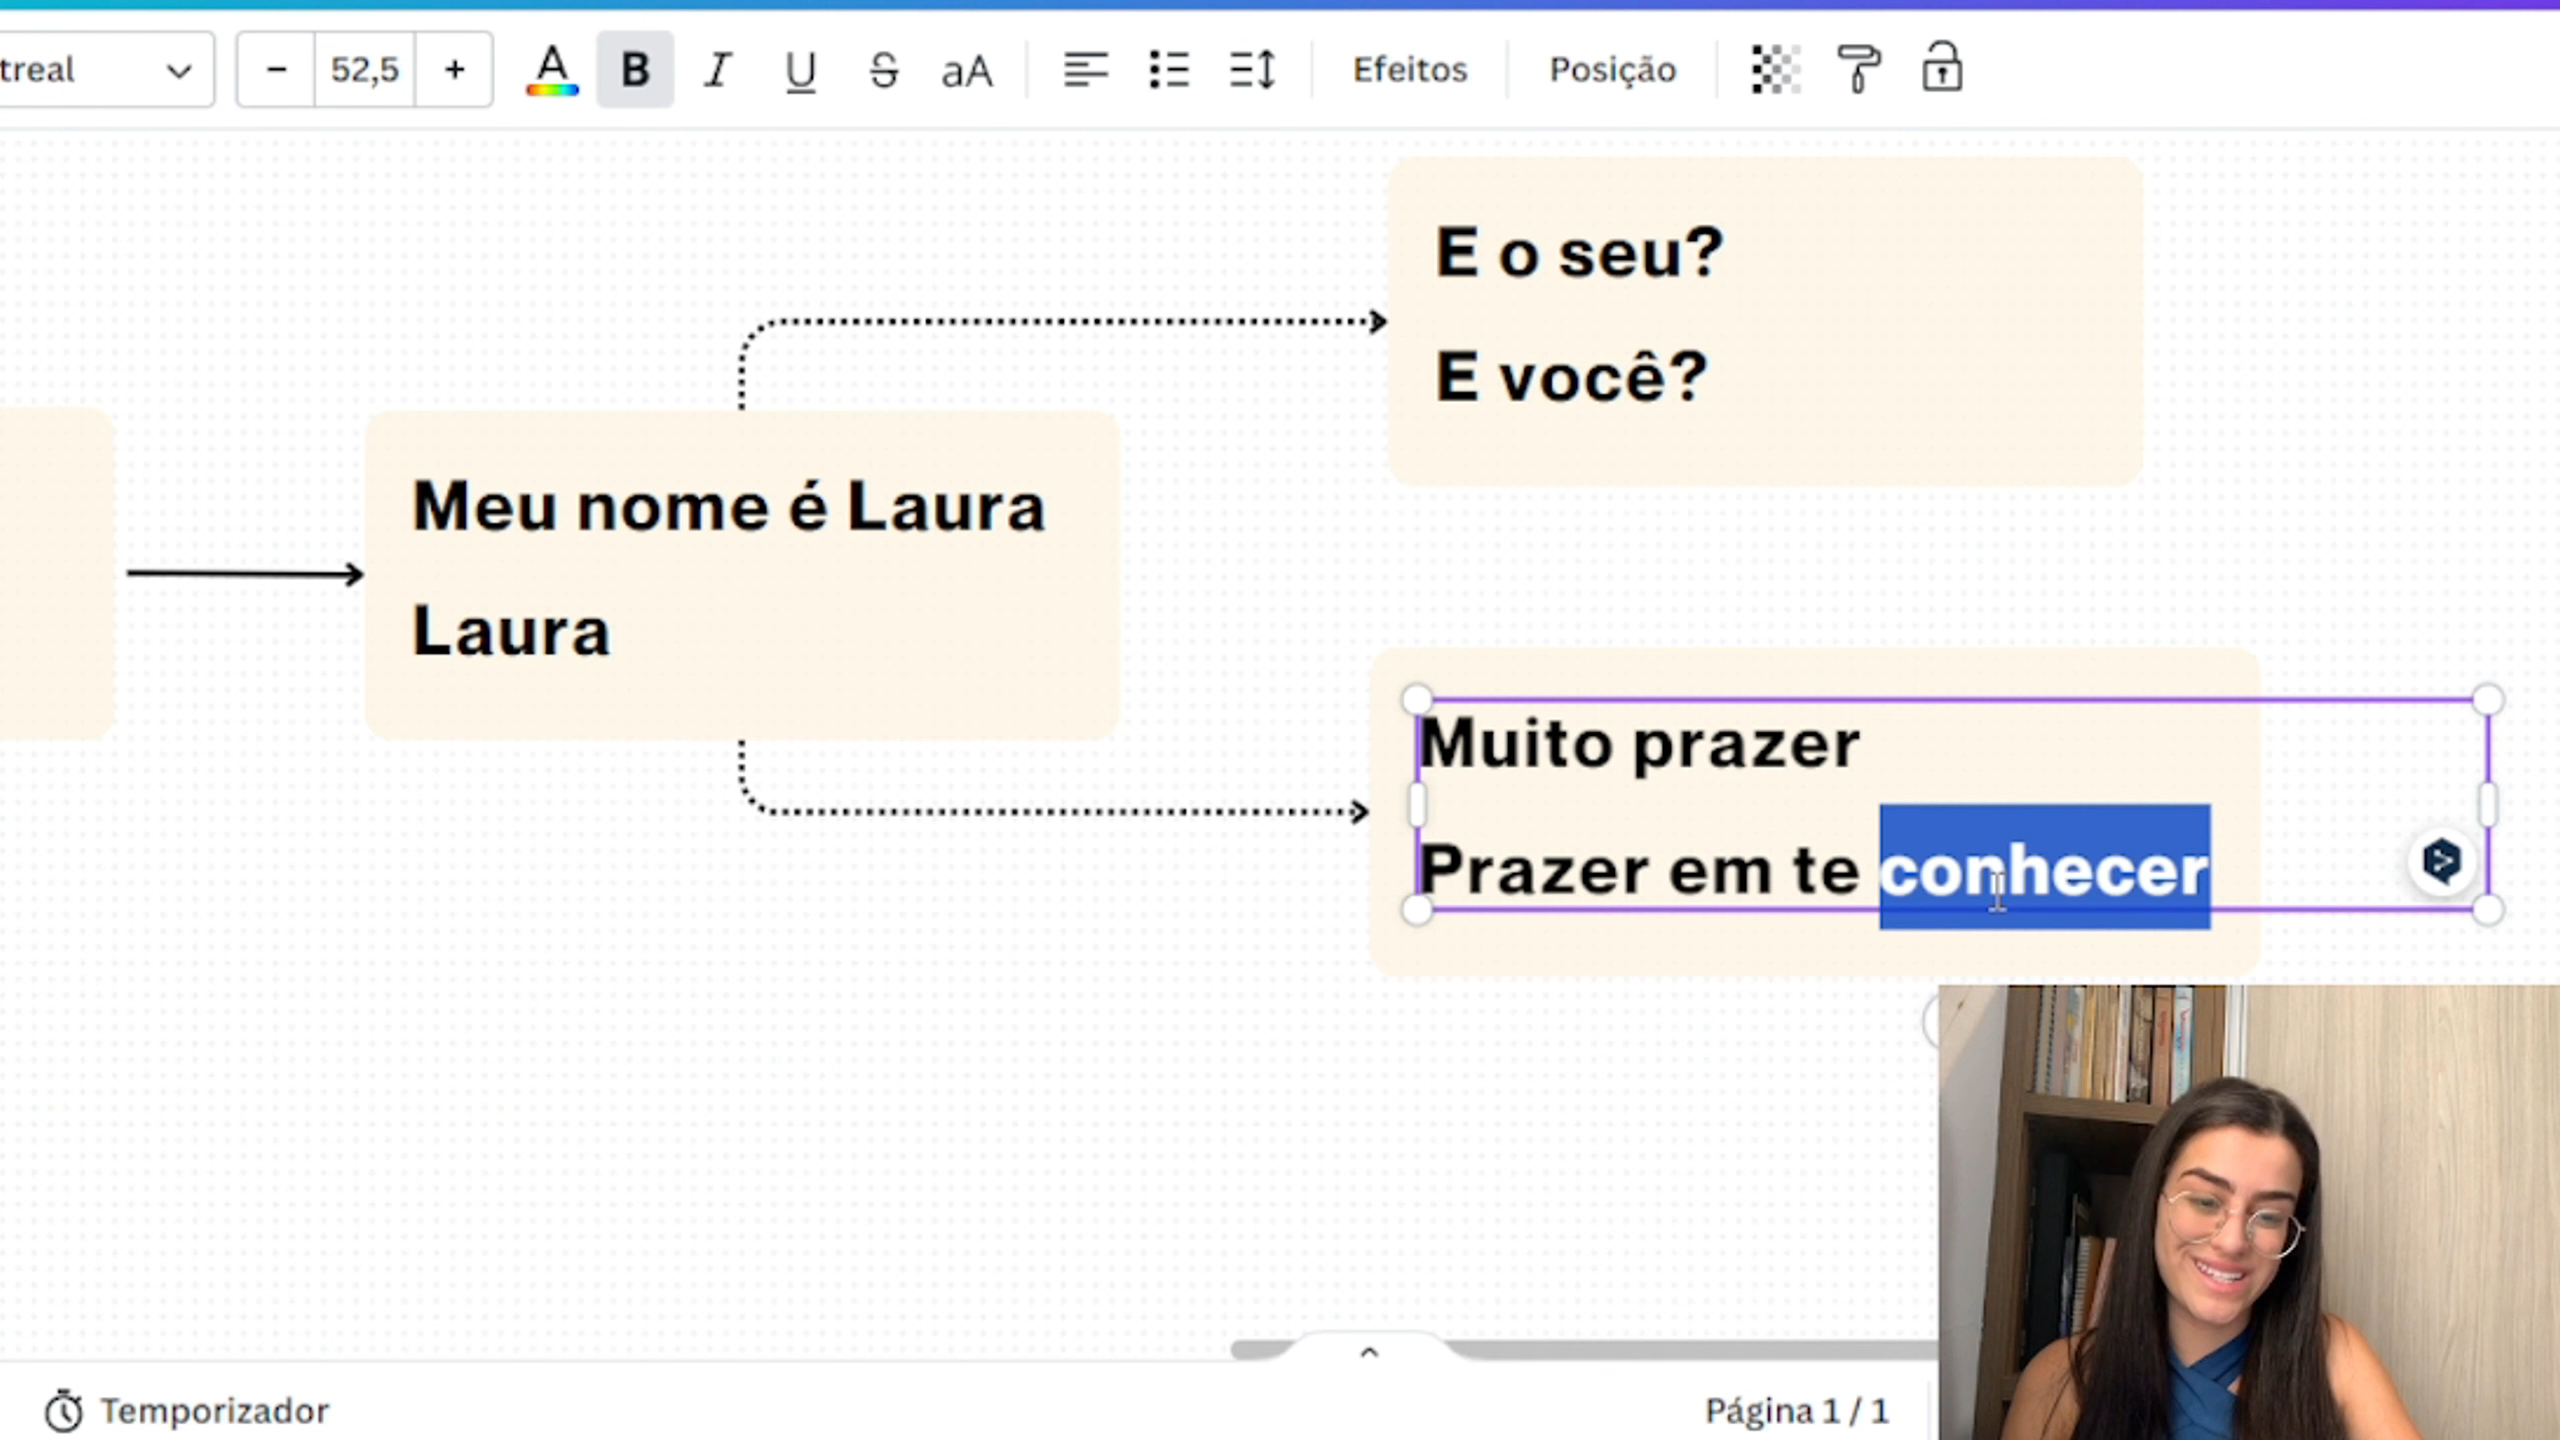 treal
52,5
A
B
I
U
S
aA
Efeitos
Posição
E o seu?
E você?
Meu nome é Laura
Laura
Muito prazer
Prazer em te conhecer
Temporizador
Página 1 / 1